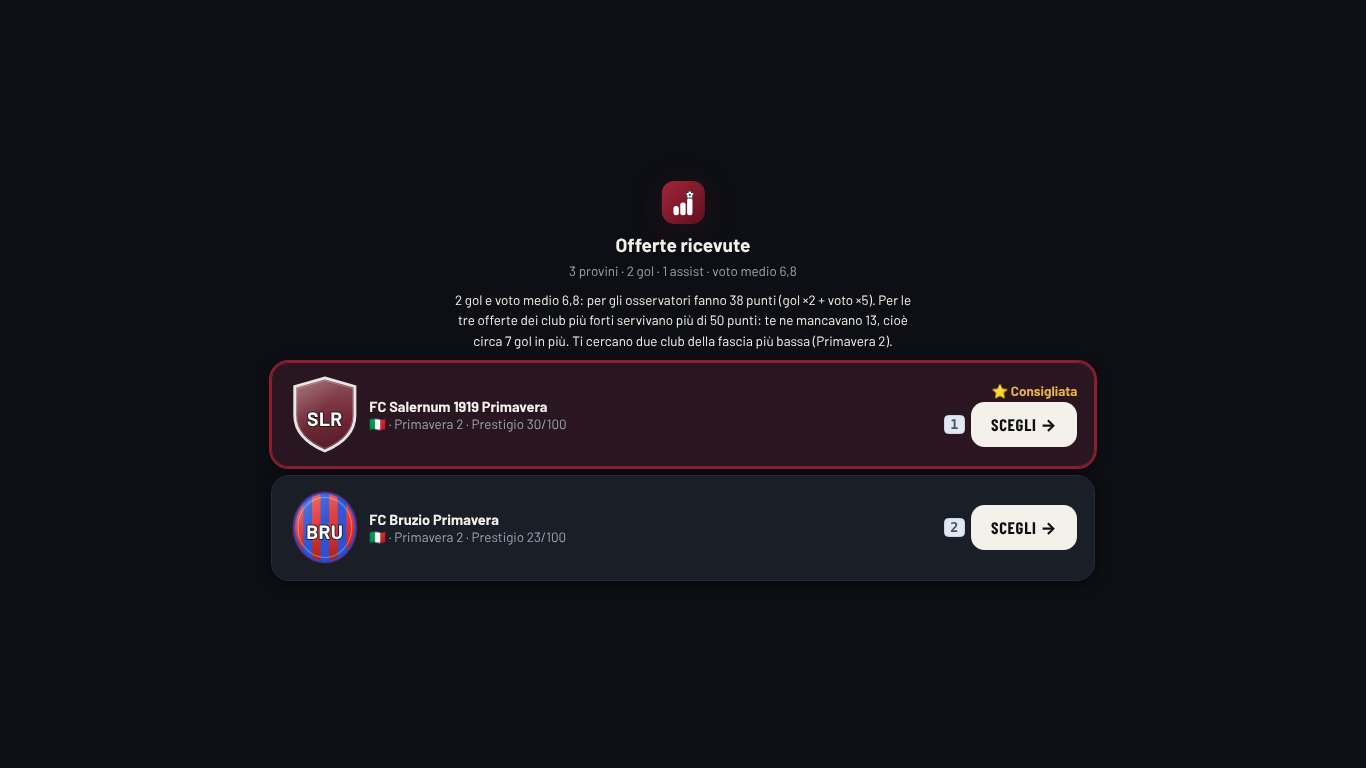 Offerte ricevute
3 provini · 2 gol · 1 assist · voto medio 6,8
2 gol e voto medio 6,8: per gli osservatori fanno 38 punti (gol ×2 + voto ×5). Per le
tre offerte dei club più forti servivano più di 50 punti: te ne mancavano 13, cioè
circa 7 gol in più. Ti cercano due club della fascia più bassa (Primavera 2).
⭐ Consigliata
SLR
FC Salernum 1919 Primavera
🇮🇹 · Primavera 2 · Prestigio 30/100
1
SCEGLI →
BRU
FC Bruzio Primavera
🇮🇹 · Primavera 2 · Prestigio 23/100
2
SCEGLI →